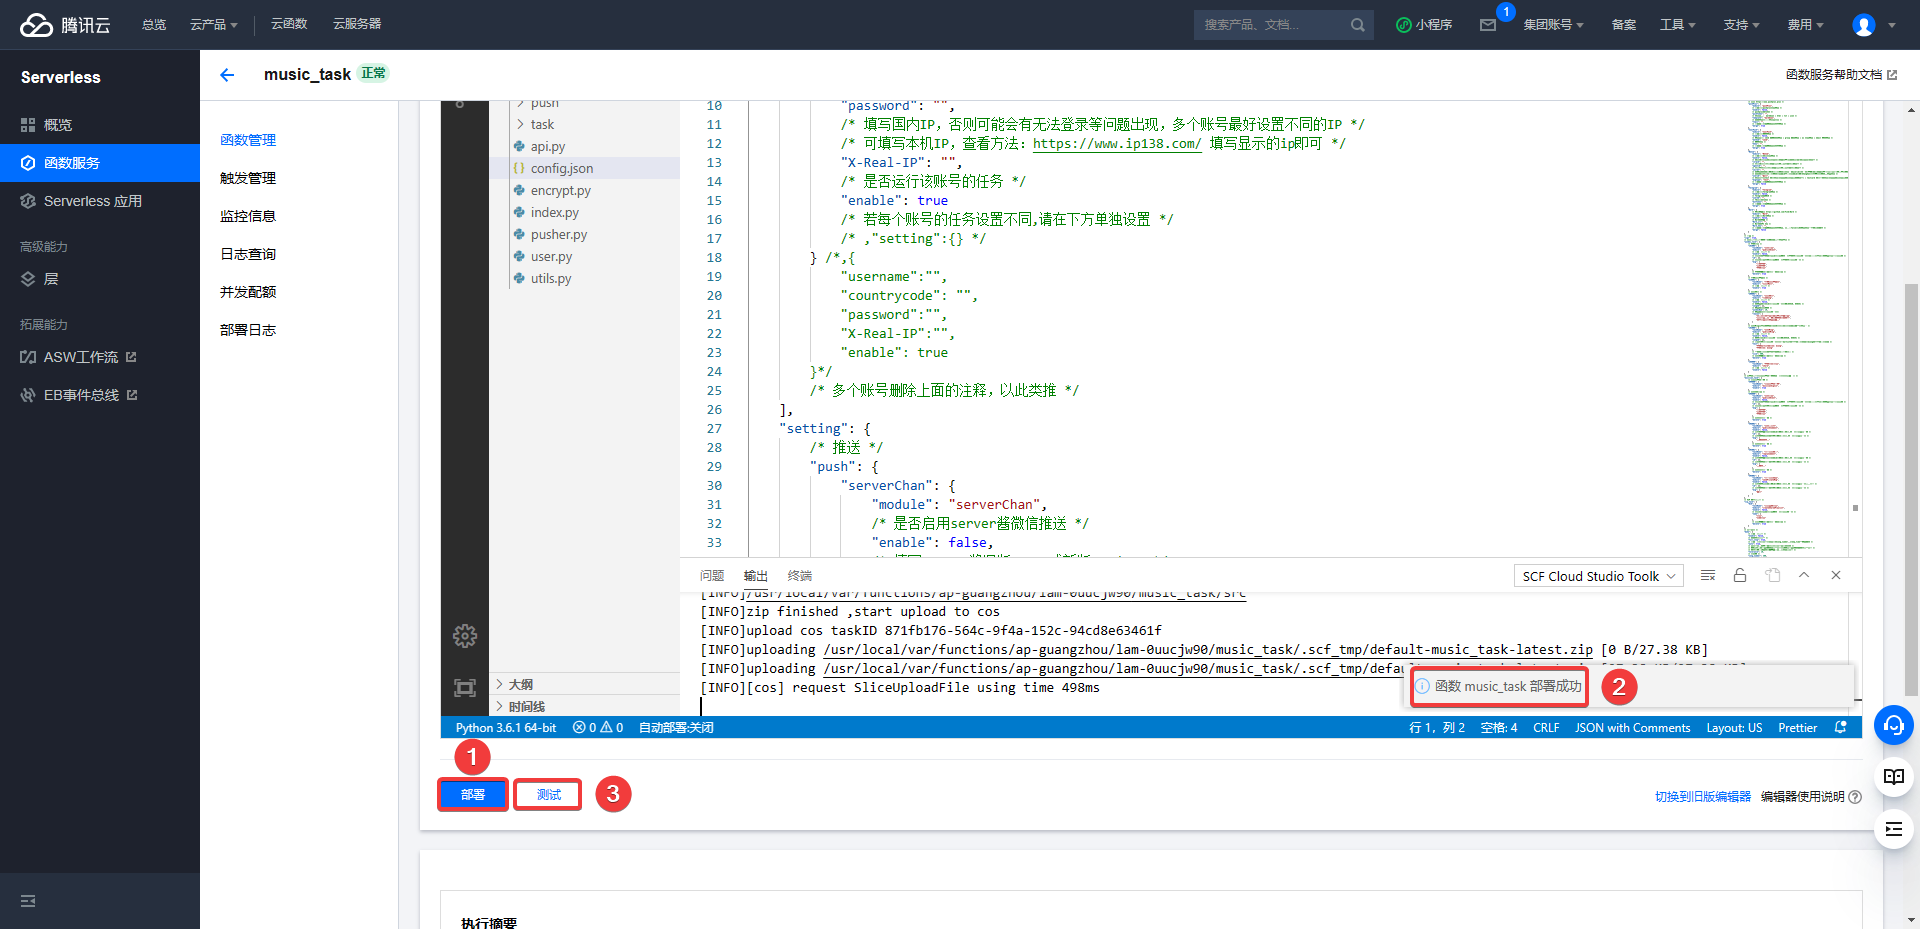 腾讯云
总览
云产品
云函数
云服务器
搜索产品、文档...
小程序
1
集团账号
备案
工具
支持
费用
Serverless
music_task 正常
函数服务帮助文档
概览
函数服务
Serverless 应用
高级能力
层
拓展能力
ASW工作流
EB事件总线
函数管理
触发管理
监控信息
日志查询
并发配额
部署日志
push
task
api.py
config.json
encrypt.py
index.py
pusher.py
user.py
utils.py
大纲
时间线
10 "password": "",
11 /* 填写国内IP，否则可能会有无法登录等问题出现，多个账号最好设置不同的IP */
12 /* 可填写本机IP，查看方法：https://www.ip138.com/ 填写显示的ip即可 */
13 "X-Real-IP": "",
14 /* 是否运行该账号的任务 */
15 "enable": true
16 /* 若每个账号的任务设置不同,请在下方单独设置 */
17 /* ,"setting":{} */
18 } /*,{
19 "username":"",
20 "countrycode": "",
21 "password":"",
22 "X-Real-IP":"",
23 "enable": true
24 }*/
25 /* 多个账号删除上面的注释，以此类推 */
26 ],
27 "setting": {
28 /* 推送 */
29 "push": {
30 "serverChan": {
31 "module": "serverChan",
32 /* 是否启用server酱微信推送 */
33 "enable": false,
问题
输出
终端
SCF Cloud Studio Toolk
[INFO]/usr/local/var/functions/ap-guangzhou/lam-0uucjw90/music_task/src
[INFO]zip finished ,start upload to cos
[INFO]upload cos taskID 871fb176-564c-9f4a-152c-94cd8e63461f
[INFO]uploading /usr/local/var/functions/ap-guangzhou/lam-0uucjw90/music_task/.scf_tmp/default-music_task-latest.zip [0 B/27.38 KB]
[INFO]uploading /usr/local/var/functions/ap-guangzhou/lam-0uucjw90/music_task/.scf_tmp/default-music_task-latest.zip
[INFO][cos] request SliceUploadFile using time 498ms
函数 music_task 部署成功
2
Python 3.6.1 64-bit
0
0
自动部署:关闭
行 1，列 2
空格: 4
CRLF
JSON with Comments
Layout: US
Prettier
1
部署
测试
3
切换到旧版编辑器
编辑器使用说明
执行摘要